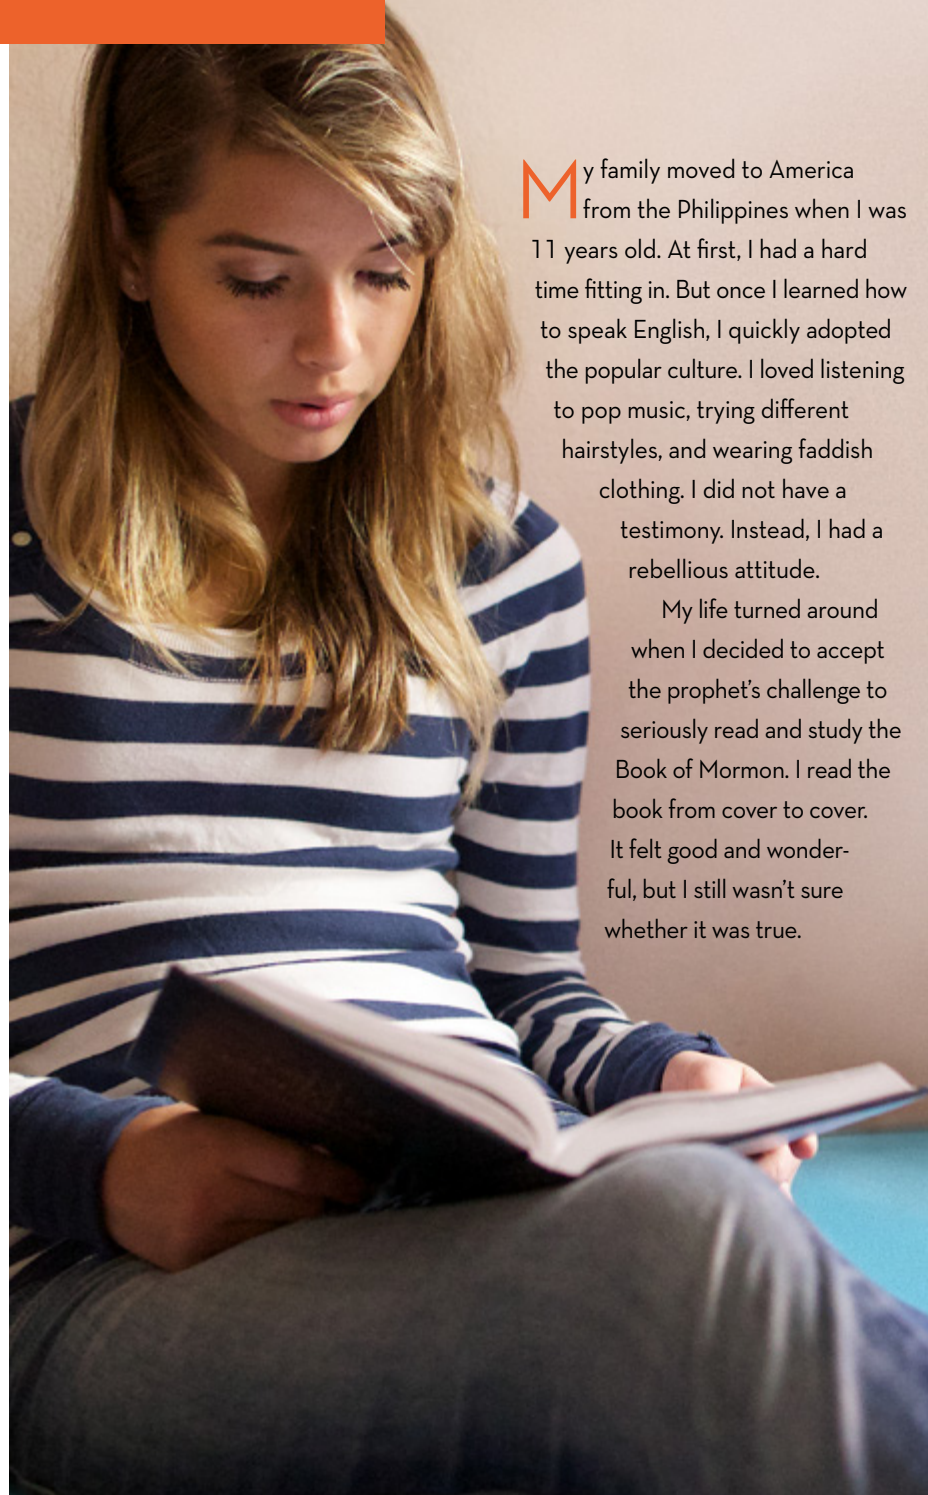 My family moved to America
from the Philippines when I was
11 years old. At first, I had a hard
time fitting in. But once I learned how
to speak English, I quickly adopted
the popular culture. I loved listening
to pop music, trying different
hairstyles, and wearing faddish
clothing. I did not have a
testimony. Instead, I had a
rebellious attitude.
My life turned around
when I decided to accept
the prophet’s challenge to
seriously read and study the
Book of Mormon. I read the
book from cover to cover.
It felt good and wonder-
ful, but I still wasn’t sure
whether it was true.